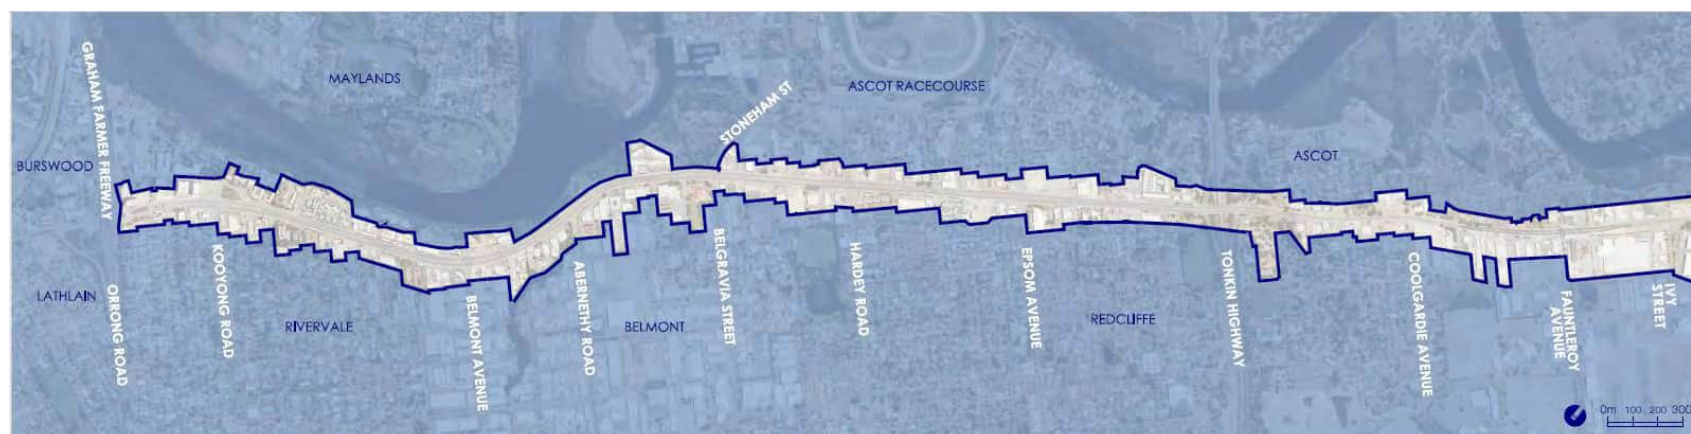 GRAHAM FARMER FREEWAY
MAYLANDS
STONEHAM ST
ASCOT RACECOURSE
BURSWOOD
ASCOT
LATHLAIN
ORRONG ROAD
KOOYONG ROAD
RIVERVALE
BELMONT AVENUE
ABERNETHY ROAD
BELMONT
BELGRAVIA STREET
HARDEY ROAD
EPSOM AVENUE
REDCLIFFE
TONKIN HIGHWAY
COOLGARDIE AVENUE
FAUNTLEROY
AVENUE
IVY
STREET
0m 100 200 300